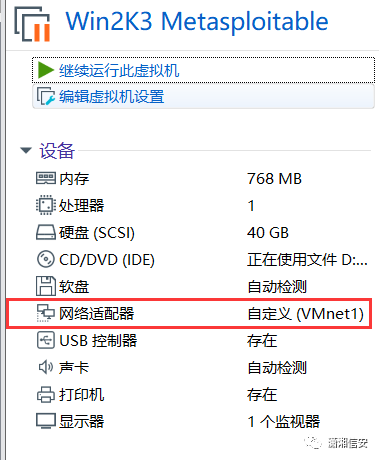 Win2K3 Metasploitable
继续运行此虚拟机
编辑虚拟机设置
设备
内存 768 MB
处理器 1
硬盘 (SCSI) 40 GB
CD/DVD (IDE) 正在使用文件 D:...
软盘 自动检测
网络适配器 自定义 (VMnet1)
USB 控制器 存在
声卡 自动检测
打印机 存在
显示器 1 个监视器
潇湘信安